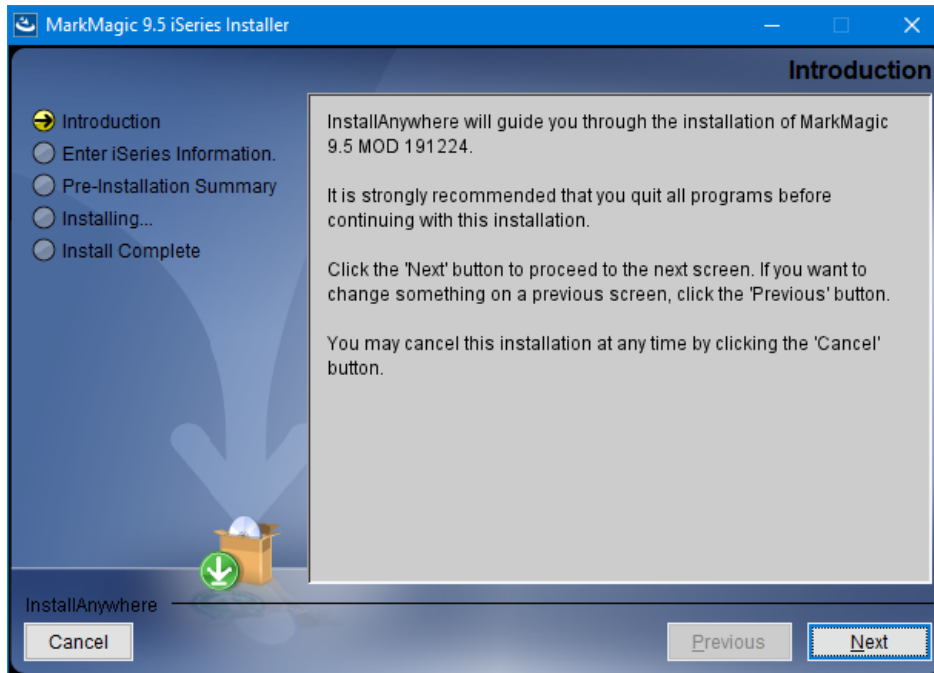 MarkMagic 9.5 iSeries Installer
Introduction
Introduction
Enter iSeries Information.
Pre-Installation Summary
Installing...
Install Complete
InstallAnywhere will guide you through the installation of MarkMagic
9.5 MOD 191224.
It is strongly recommended that you quit all programs before
continuing with this installation.
Click the 'Next' button to proceed to the next screen. If you want to
change something on a previous screen, click the 'Previous' button.
You may cancel this installation at any time by clicking the 'Cancel'
button.
InstallAnywhere
Cancel
Previous
Next